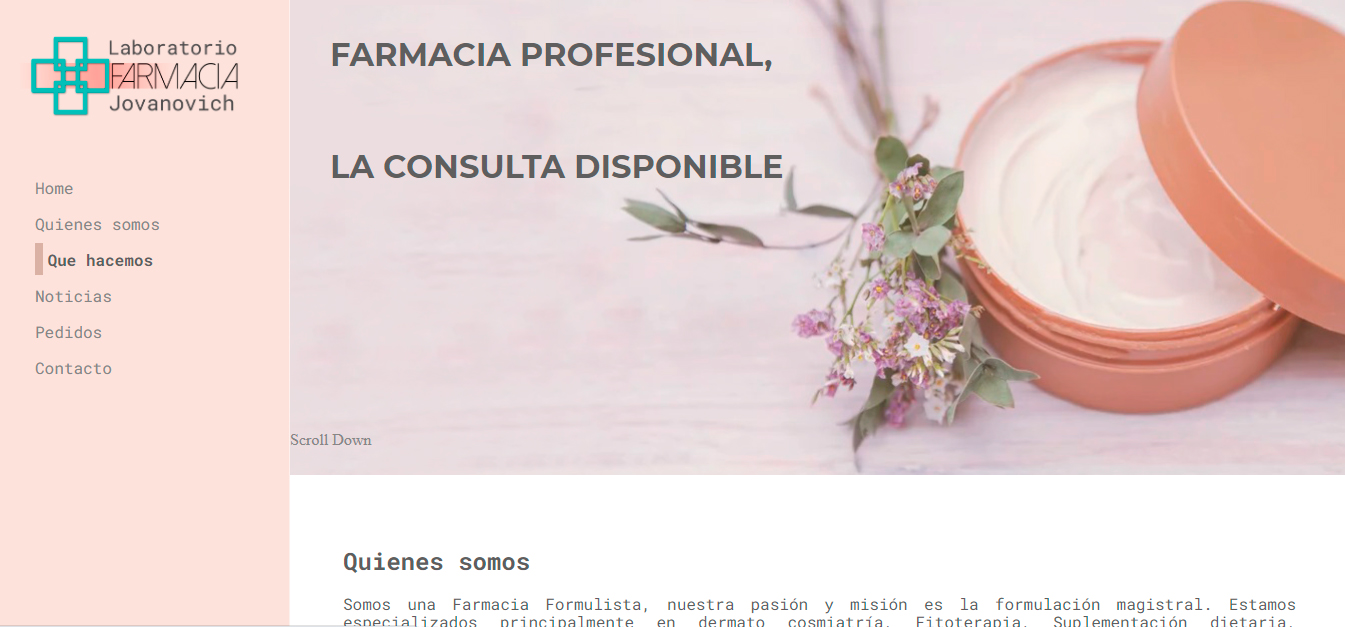 Laboratorio
FARMACIA
Jovanovich
Home
Quienes somos
Que hacemos
Noticias
Pedidos
Contacto
FARMACIA PROFESIONAL,
LA CONSULTA DISPONIBLE
Scroll Down
Quienes somos
Somos una Farmacia Formulista, nuestra pasión y misión es la formulación magistral. Estamos
especializados principalmente en dermato cosmiatría, Fitoterapia, Suplementación dietaria,